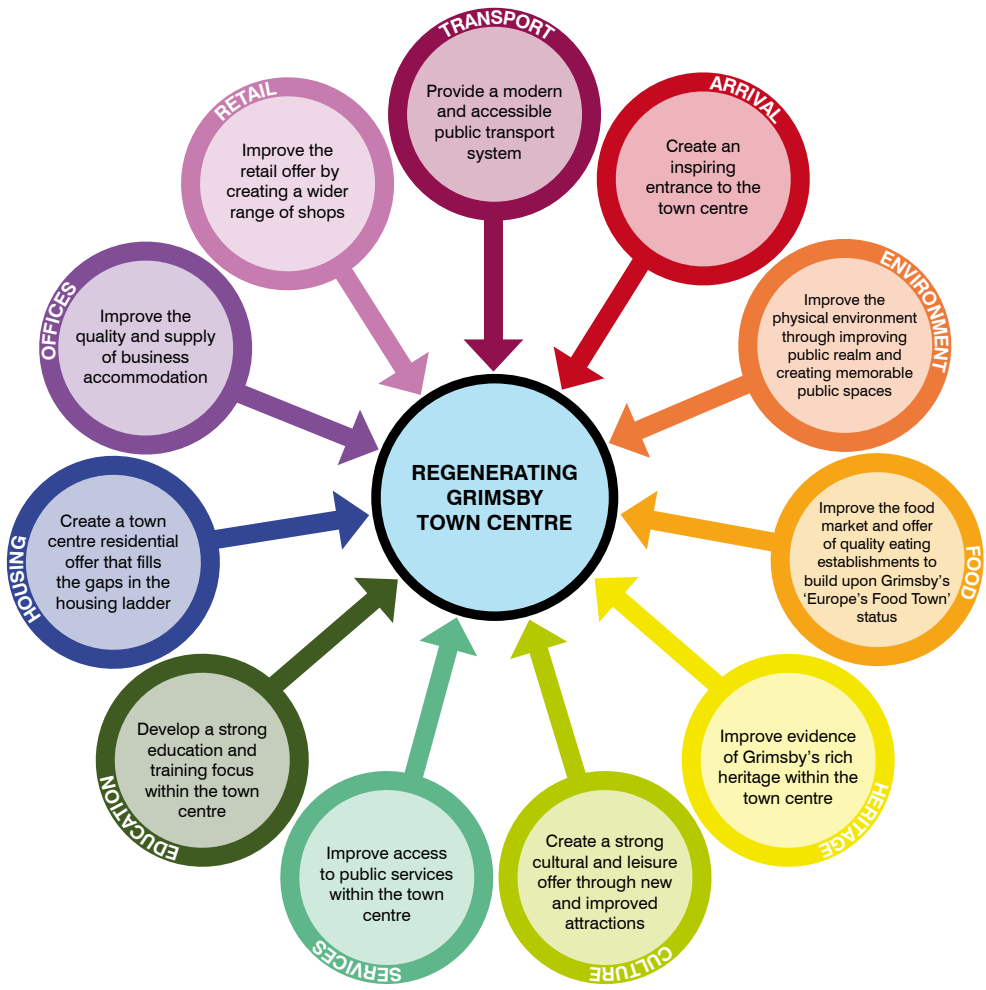 TRANSPORT
Provide a modern
and accessible
public transport
system
ARRIVAL
Create an
inspiring
entrance to the
town centre
ENVIRONMENT
Improve the
physical environment
through improving
public realm and
creating memorable
public spaces
FOOD
Improve the food
market and offer
of quality eating
establishments to
build upon Grimsby’s
‘Europe’s Food Town’
status
HERITAGE
Improve evidence
of Grimsby’s rich
heritage within the
town centre
CULTURE
Create a strong
cultural and leisure
offer through new
and improved
attractions
SERVICES
Improve access
to public services
within the town
centre
EDUCATION
Develop a strong
education and
training focus
within the town
centre
HOUSING
Create a town
centre residential
offer that fills
the gaps in the
housing ladder
OFFICES
Improve the
quality and supply
of business
accommodation
RETAIL
Improve the
retail offer by
creating a wider
range of shops
REGENERATING
GRIMSBY
TOWN CENTRE